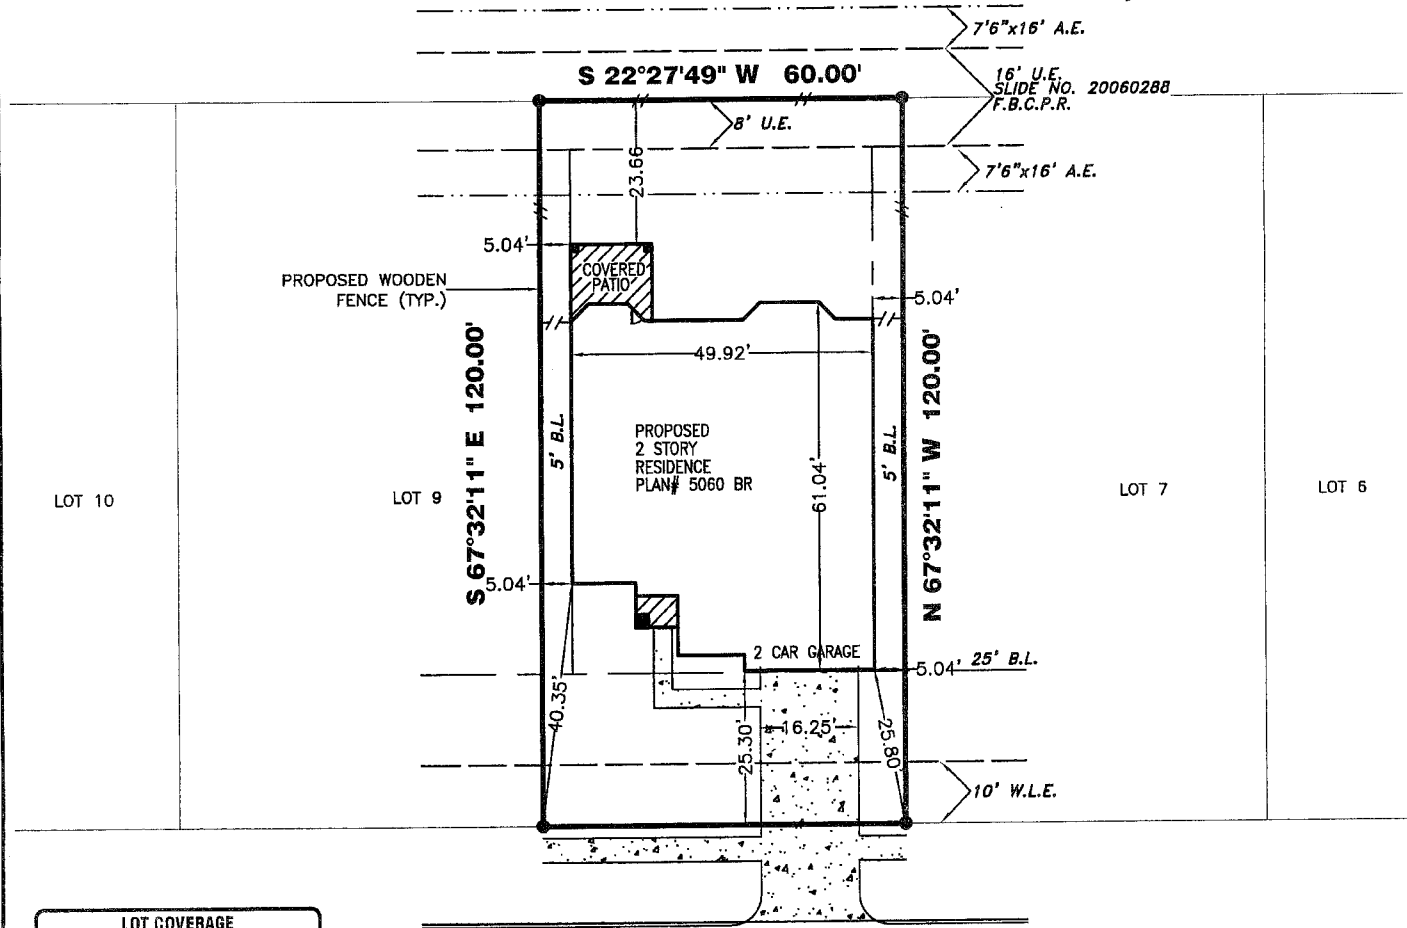 7'6"x16' A.E.
S 22°27'49" W 60.00'
16' U.E.
SLIDE NO. 20060288
F.B.C.P.R.
8' U.E.
23.66
7'6"x16' A.E.
5.04'
COVERED
PATIO
PROPOSED WOODEN
FENCE (TYP.)
5.04'
49.92'
S 67°32'11" E 120.00'
5' B.L.
PROPOSED
2 STORY
RESIDENCE
PLAN# 5060 BR
61.04'
5' B.L.
N 67°32'11" W 120.00'
LOT 10
LOT 9
LOT 7
LOT 6
5.04'
2 CAR GARAGE
5.04'
25' B.L.
40.35'
25.30'
16.25'
25.80'
10' W.L.E.
LOT COVERAGE